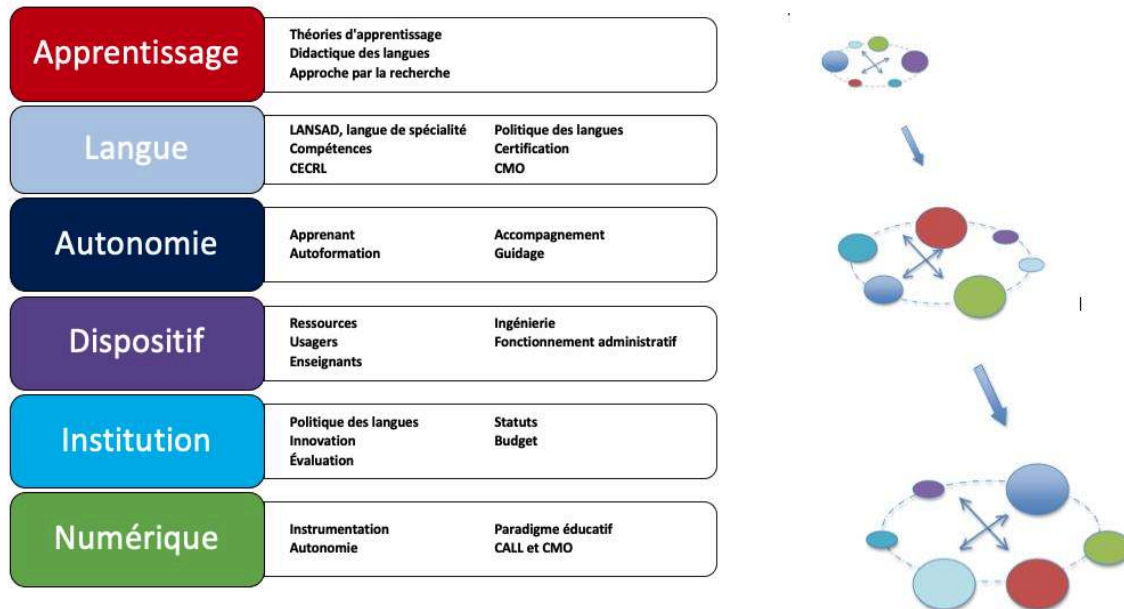 Apprentissage
Théories d'apprentissage
Didactique des langues
Approche par la recherche
Langue
LANSAD, langue de spécialité
Compétences
CECRL
Politique des langues
Certification
CMO
Autonomie
Apprenant
Autoformation
Accompagnement
Guidage
Dispositif
Ressources
Usagers
Enseignants
Ingénierie
Fonctionnement administratif
Institution
Politique des langues
Innovation
Évaluation
Statuts
Budget
Numérique
Instrumentation
Autonomie
Paradigme éducatif
CALL et CMO